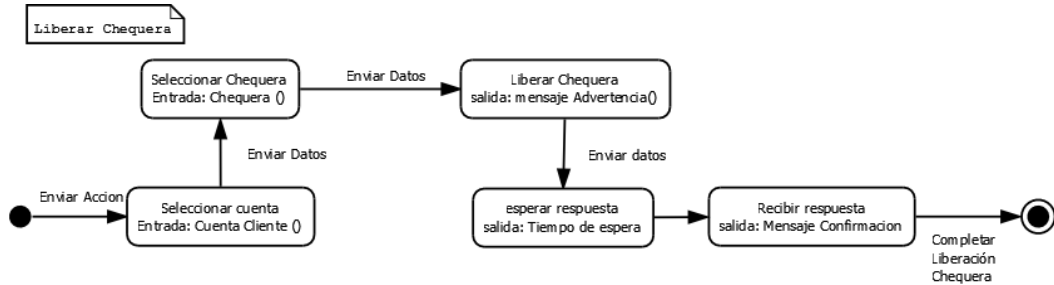 Liberar Chequera
Seleccionar Chequera
Entrada: Chequera ()
Enviar Datos
Liberar Chequera
salida: mensaje Advertencia()
Enviar Datos
Enviar datos
Enviar Accion
Seleccionar cuenta
Entrada: Cuenta Cliente ()
esperar respuesta
salida: Tiempo de espera
Recibir respuesta
salida: Mensaje Confirmacion
Completar
Liberación
Chequera